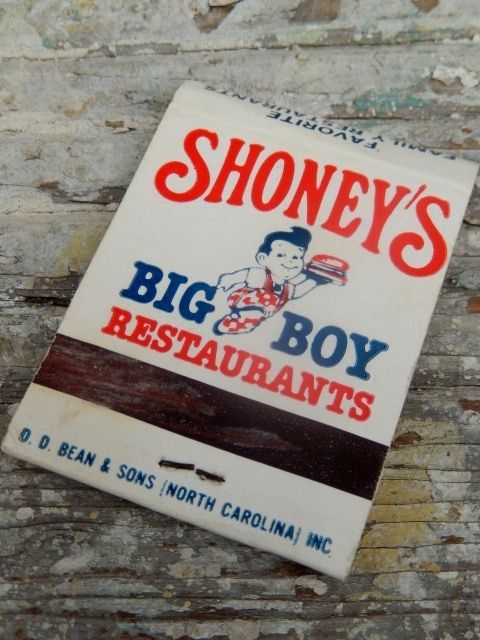 FAVORITE
FAMILY RESTAURANTS
SHONEY'S
BIG BOY
RESTAURANTS
D. D. BEAN & SONS (NORTH CAROLINA) INC.